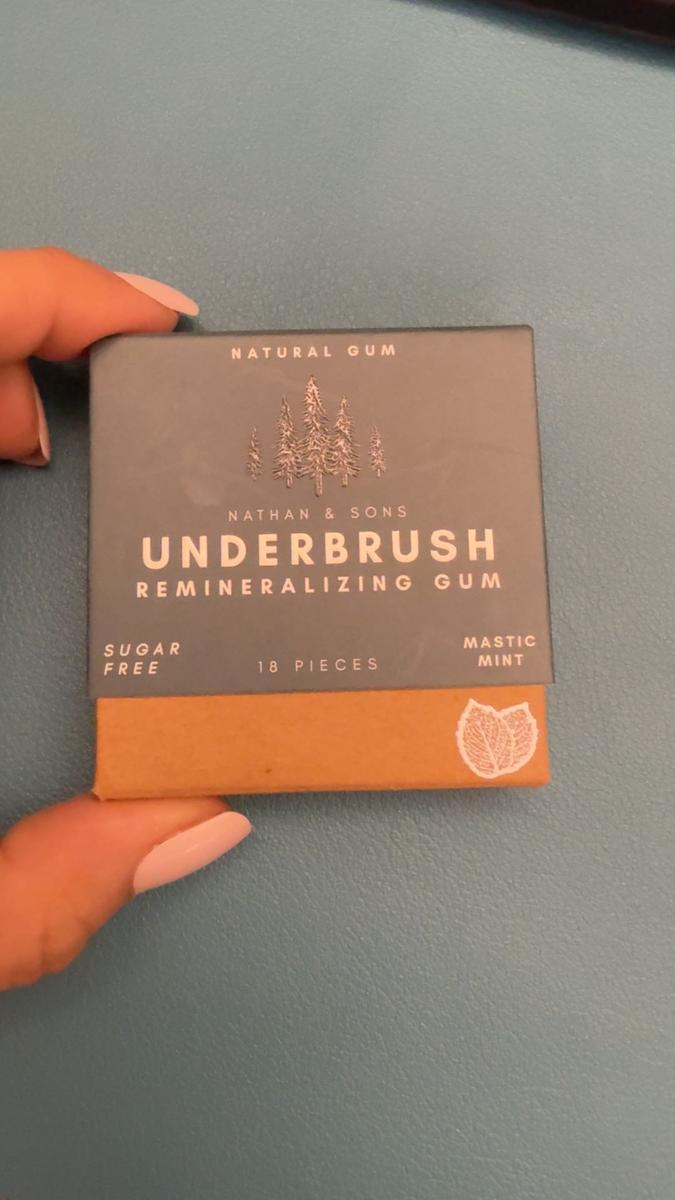 NATURAL GUM
NATHAN & SONS
UNDERBRUSH
REMINERALIZING GUM
SUGAR
FREE
18 PIECES
MASTIC
MINT